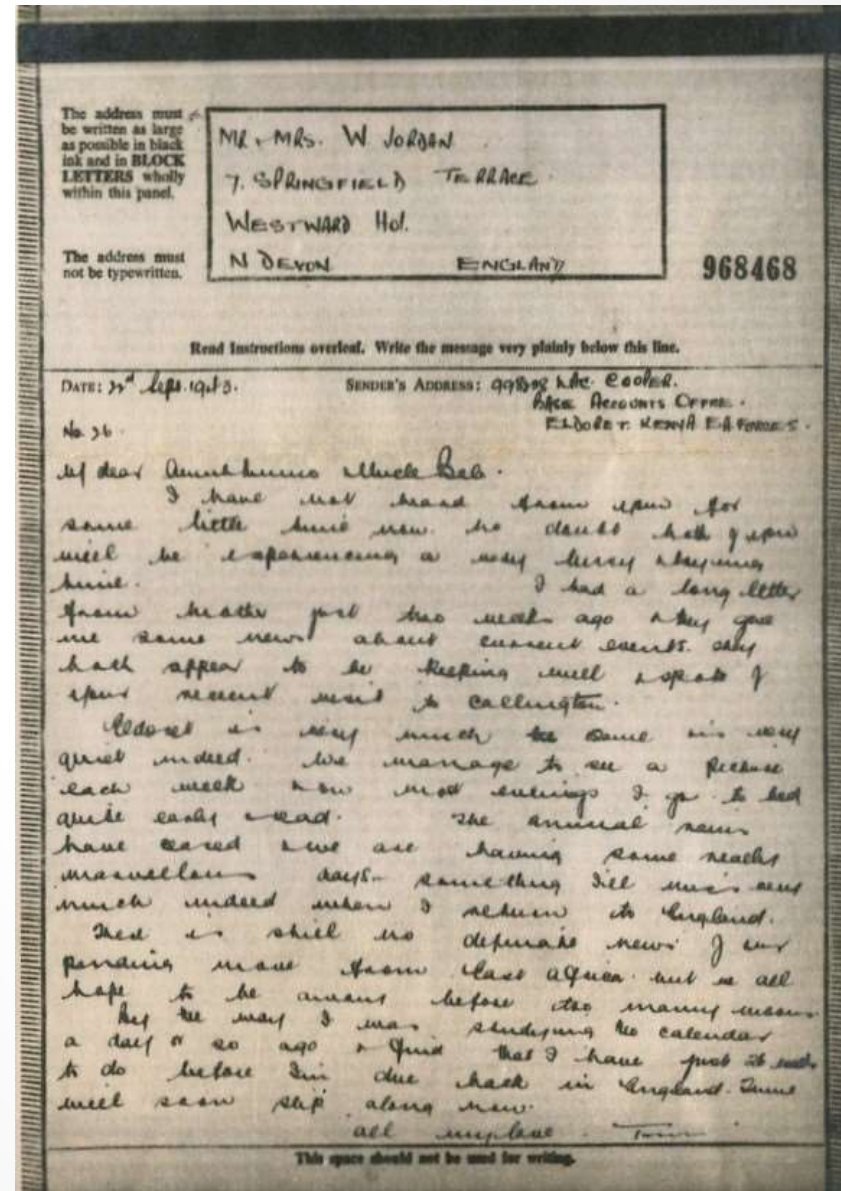 The address must
be written as large
as possible in black
ink and in BLOCK
LETTERS wholly
within this panel.
The address must
not be typewritten.
MR & MRS. W JORDAN
7. SPRINGFIELD TERRACE
WESTWARD HO!.
N DEVON ENGLAND
968468
Read Instructions overleaf. Write the message very plainly below this line.
DATE: Sept. 1943. SENDER'S ADDRESS: LAC. COOPER.
BASE ACCOUNTS OFFICE.
ELDORET. KENYA E.A FORCES.
No. 26.
My dear Uncle Bob.
I have not heard from you for
some little time now. No doubt both of you
will be experiencing a very busy & trying
time. I had a long letter
from Mother just two weeks ago & they gave
me some news about current events. They
both appear to be keeping well & speak of
your recent visit to Callington.
Eldoret is very much the same & is very
quiet indeed. We manage to see a picture
each week now most evenings I go to bed
quite early & read. The annual rains
have ceased & we are having some really
marvellous days - something I'll miss very
much indeed when I return to England.
There is still no definate news of our
pending move from East Africa but we all
hope to be away before too many moons.
By the way I was studying the calendar
a day or so ago & find that I have just
to do before I'm due back in England. Time
will soon slip along now.
All my love.
This space should not be used for writing.